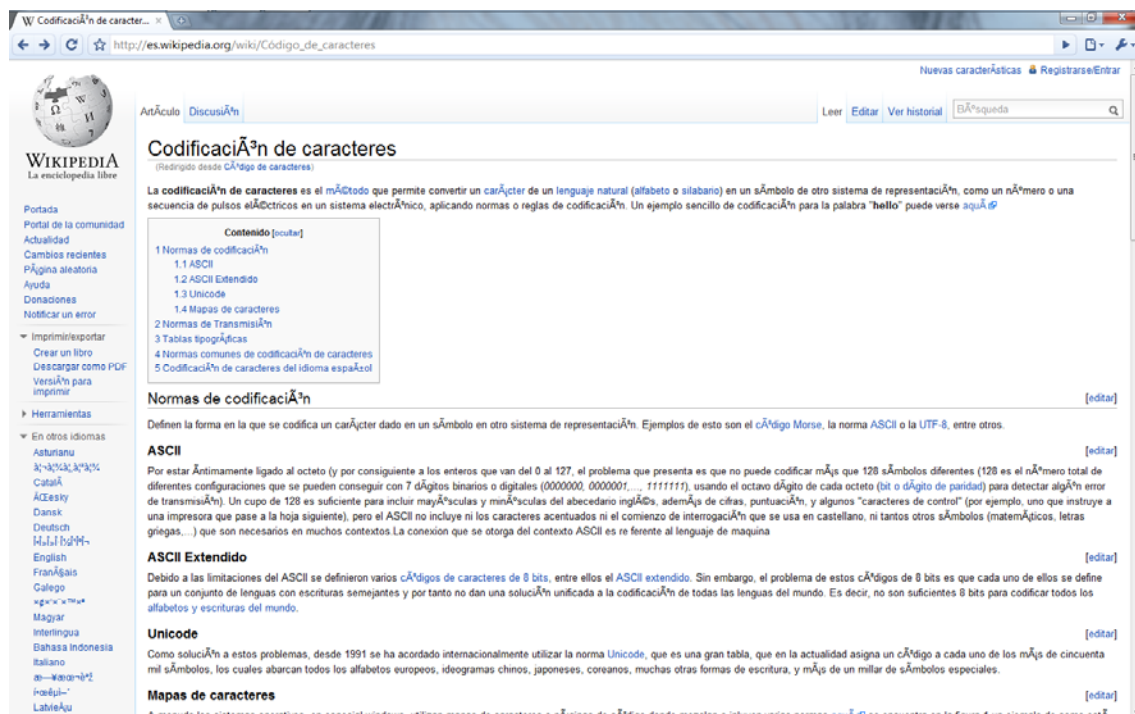 W CodificaciÃ³n de caracter...
http://es.wikipedia.org/wiki/Código_de_caracteres
Nuevas caracterÃ­sticas Registrarse/Entrar
ArtÃ­culo DiscusiÃ³n Leer Editar Ver historial BÃºsqueda
WIKIPEDIA
La enciclopedia libre
Portada
Portal de la comunidad
Actualidad
Cambios recientes
PÃ¡gina aleatoria
Ayuda
Donaciones
Notificar un error
Imprimir/exportar
Crear un libro
Descargar como PDF
VersiÃ³n para
imprimir
Herramientas
En otros idiomas
Asturianu
CatalÃ
ÄŒesky
Dansk
Deutsch
English
FranÃ§ais
Galego
Magyar
Interlingua
Bahasa Indonesia
Italiano
LatvieÅ¡u
CodificaciÃ³n de caracteres
(Redirigido desde CÃ³digo de caracteres)
La codificaciÃ³n de caracteres es el mÃ©todo que permite convertir un carÃ¡cter de un lenguaje natural (alfabeto o silabario) en un sÃ­mbolo de otro sistema de representaciÃ³n, como un nÃºmero o una
secuencia de pulsos elÃ©ctricos en un sistema electrÃ³nico, aplicando normas o reglas de codificaciÃ³n. Un ejemplo sencillo de codificaciÃ³n para la palabra "hello" puede verse aquÃ­
Contenido [ocultar]
1 Normas de codificaciÃ³n
1.1 ASCII
1.2 ASCII Extendido
1.3 Unicode
1.4 Mapas de caracteres
2 Normas de TransmisiÃ³n
3 Tablas tipogrÃ¡ficas
4 Normas comunes de codificaciÃ³n de caracteres
5 CodificaciÃ³n de caracteres del idioma espaÃ±ol
Normas de codificaciÃ³n [editar]
Definen la forma en la que se codifica un carÃ¡cter dado en un sÃ­mbolo en otro sistema de representaciÃ³n. Ejemplos de esto son el cÃ³digo Morse, la norma ASCII o la UTF-8, entre otros.
ASCII [editar]
Por estar Ã­ntimamente ligado al octeto (y por consiguiente a los enteros que van del 0 al 127, el problema que presenta es que no puede codificar mÃ¡s que 128 sÃ­mbolos diferentes (128 es el nÃºmero total de
diferentes configuraciones que se pueden conseguir con 7 dÃ­gitos binarios o digitales (0000000, 0000001,..., 1111111), usando el octavo dÃ­gito de cada octeto (bit o dÃ­gito de paridad) para detectar algÃºn error
de transmisiÃ³n). Un cupo de 128 es suficiente para incluir mayÃºsculas y minÃºsculas del abecedario inglÃ©s, ademÃ¡s de cifras, puntuaciÃ³n, y algunos "caracteres de control" (por ejemplo, uno que instruye a
una impresora que pase a la hoja siguiente), pero el ASCII no incluye ni los caracteres acentuados ni el comienzo de interrogaciÃ³n que se usa en castellano, ni tantos otros sÃ­mbolos (matemÃ¡ticos, letras
griegas,...) que son necesarios en muchos contextos.La conexion que se otorga del contexto ASCII es re ferente al lenguaje de maquina
ASCII Extendido [editar]
Debido a las limitaciones del ASCII se definieron varios cÃ³digos de caracteres de 8 bits, entre ellos el ASCII extendido. Sin embargo, el problema de estos cÃ³digos de 8 bits es que cada uno de ellos se define
para un conjunto de lenguas con escrituras semejantes y por tanto no dan una soluciÃ³n unificada a la codificaciÃ³n de todas las lenguas del mundo. Es decir, no son suficientes 8 bits para codificar todos los
alfabetos y escrituras del mundo.
Unicode [editar]
Como soluciÃ³n a estos problemas, desde 1991 se ha acordado internacionalmente utilizar la norma Unicode, que es una gran tabla, que en la actualidad asigna un cÃ³digo a cada uno de los mÃ¡s de cincuenta
mil sÃ­mbolos, los cuales abarcan todos los alfabetos europeos, ideogramas chinos, japoneses, coreanos, muchas otras formas de escritura, y mÃ¡s de un millar de sÃ­mbolos especiales.
Mapas de caracteres [editar]